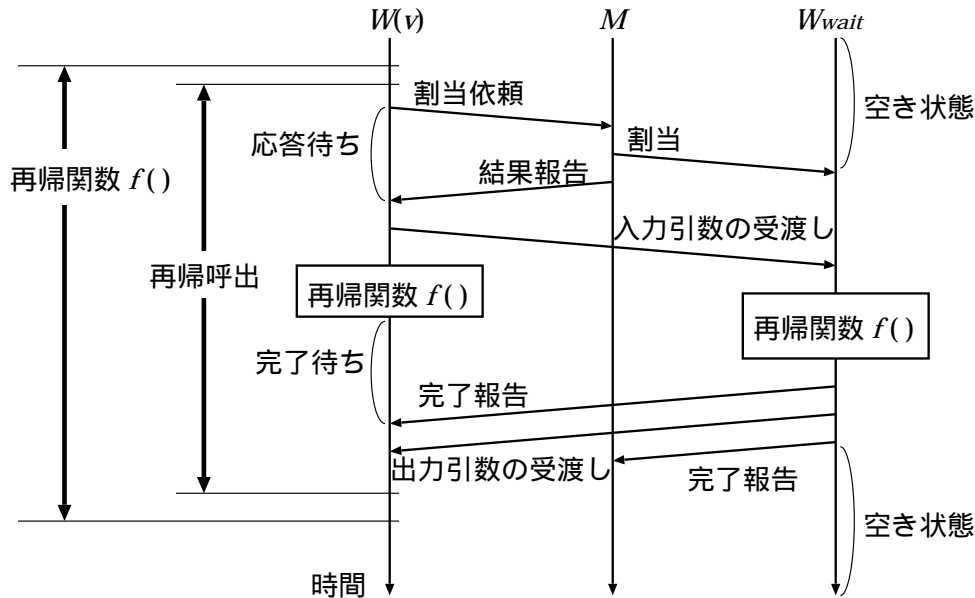 W(v)
M
Wwait
割当依頼
空き状態
応答待ち
割当
結果報告
再帰関数 f()
入力引数の受渡し
再帰呼出
再帰関数 f()
再帰関数 f()
完了待ち
完了報告
出力引数の受渡し
完了報告
空き状態
時間